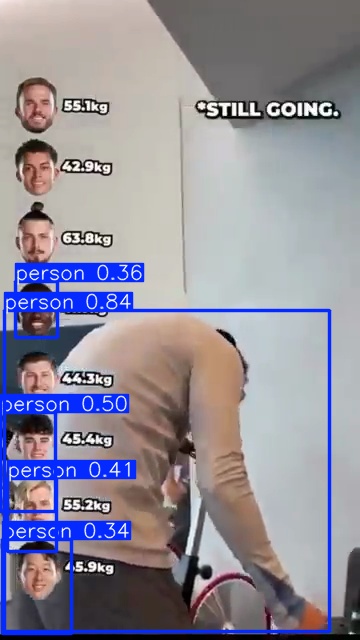 55.1kg
*STILL GOING.
42.9kg
63.8kg
person 0.36
person 0.84
44.3kg
person 0.50
45.4kg
person 0.41
55.2kg
person 0.34
45.9kg